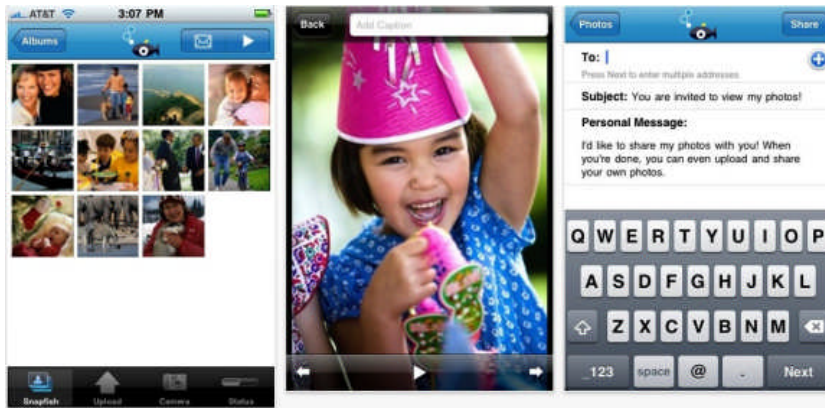 AT&T 3:07 PM
Albums
Snapfish Upload Camera Status
Back Add Caption
Photos Share
To:
Press Next to enter multiple addresses
Subject: You are invited to view my photos!
Personal Message:
I'd like to share my photos with you! When
you're done, you can even upload and share
your own photos.
Q W E R T Y U I O P
A S D F G H J K L
Z X C V B N M
.123 space @ . Next